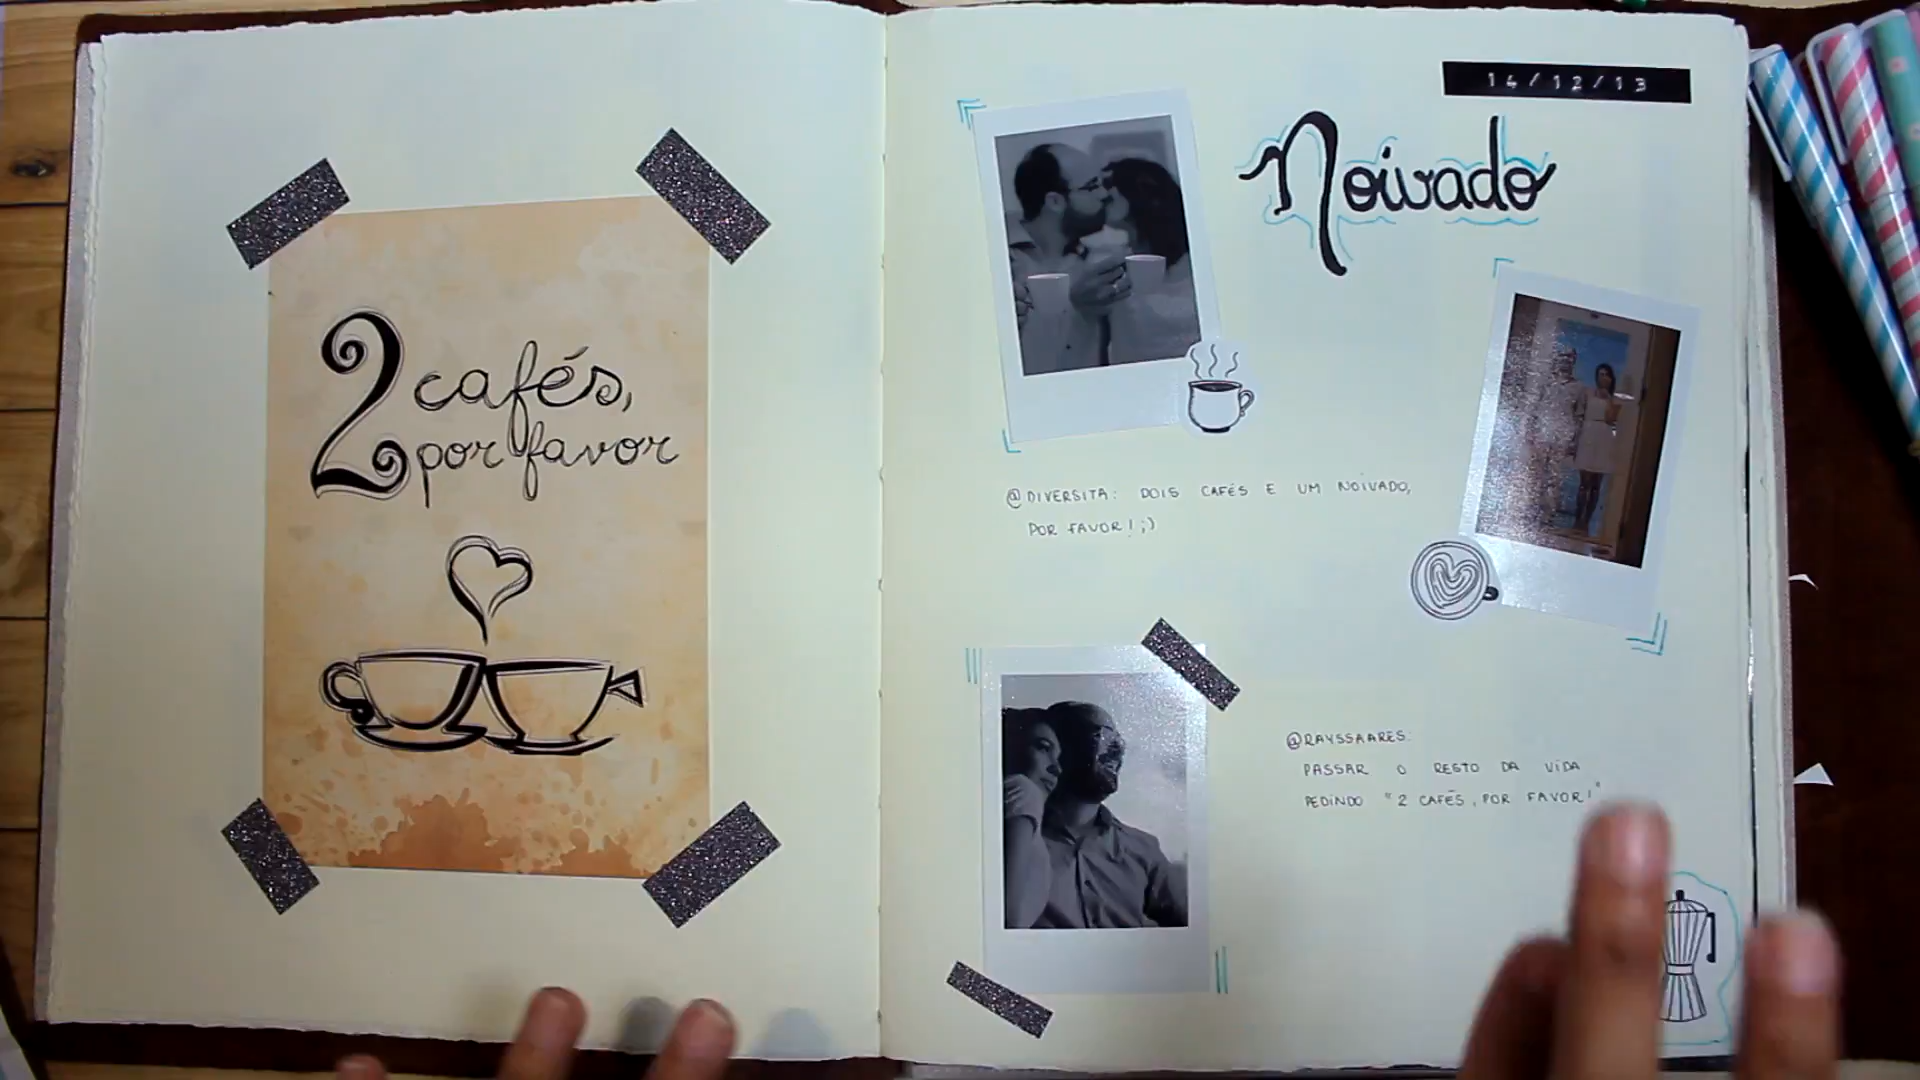 2 cafés,
por favor
14/12/13
Noivado
@DIVERSITA: DOIS CAFÉS E UM NOIVADO,
POR FAVOR! ;)
@RAYSSAARES:
PASSAR O RESTO DA VIDA
PEDINDO "2 CAFÉS, POR FAVOR!"